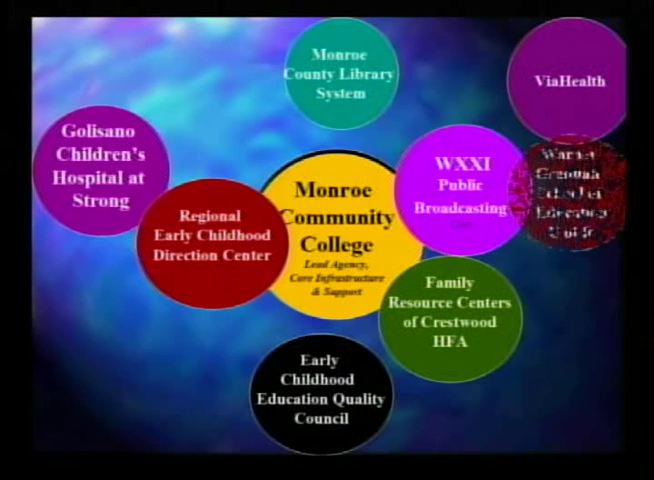 Monroe
County Library
System
ViaHealth
Golisano
Children's
Hospital at
Strong
Regional
Early Childhood
Direction Center
Monroe
Community
College
Lead Agency,
Core Infrastructure
& Support
WXXI
Public
Broadcasting
Family
Resource Centers
of Crestwood
HFA
Early
Childhood
Education Quality
Council